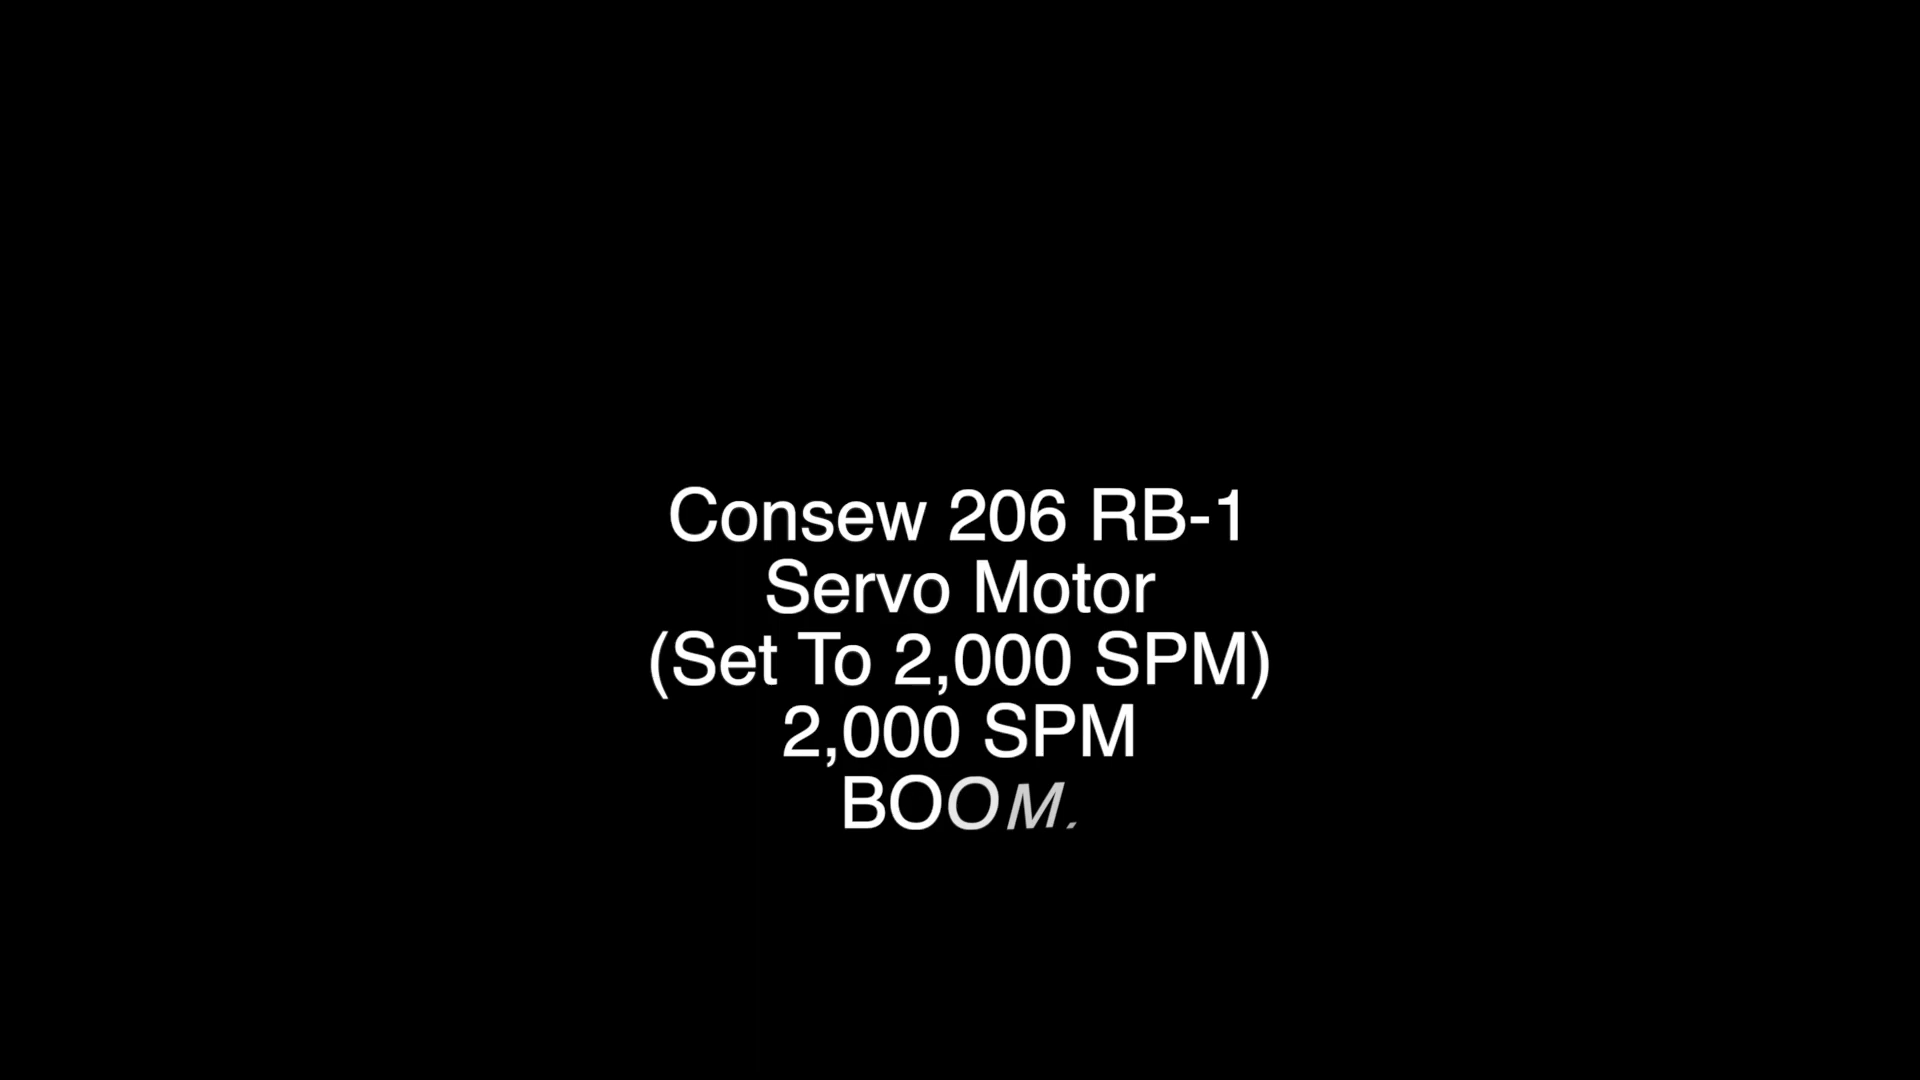 Consew 206 RB-1
Servo Motor
(Set To 2,000 SPM)
2,000 SPM
BOOM.